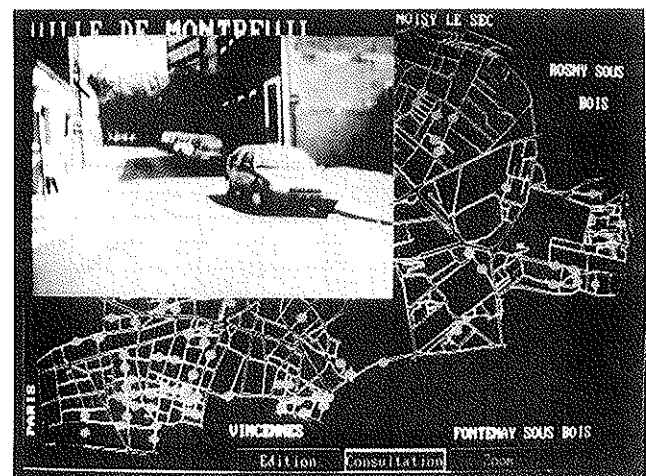 VILLE DE MONTREUIL
NOISY LE SEC
ROSNY SOUS
BOIS
PARIS
VINCENNES
FONTENAY SOUS BOIS
Edition Consultation Zoom